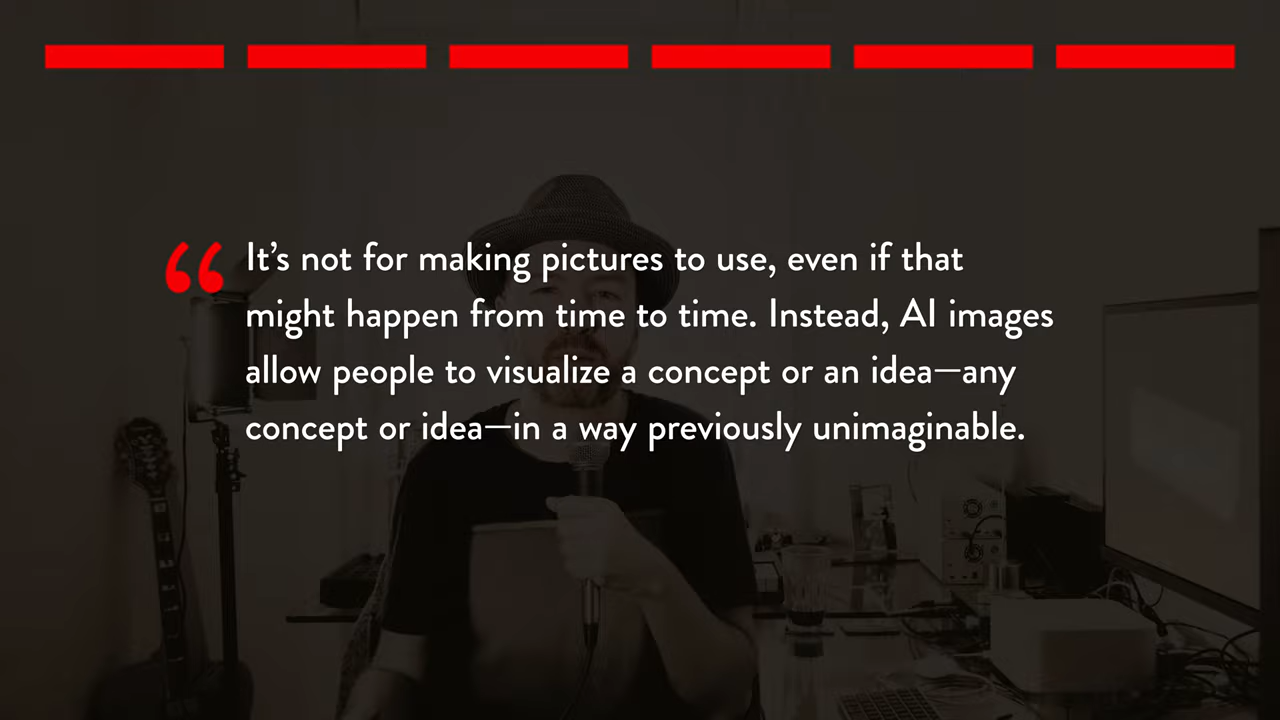 “It’s not for making pictures to use, even if that
might happen from time to time. Instead, AI images
allow people to visualize a concept or an idea—any
concept or idea—in a way previously unimaginable.